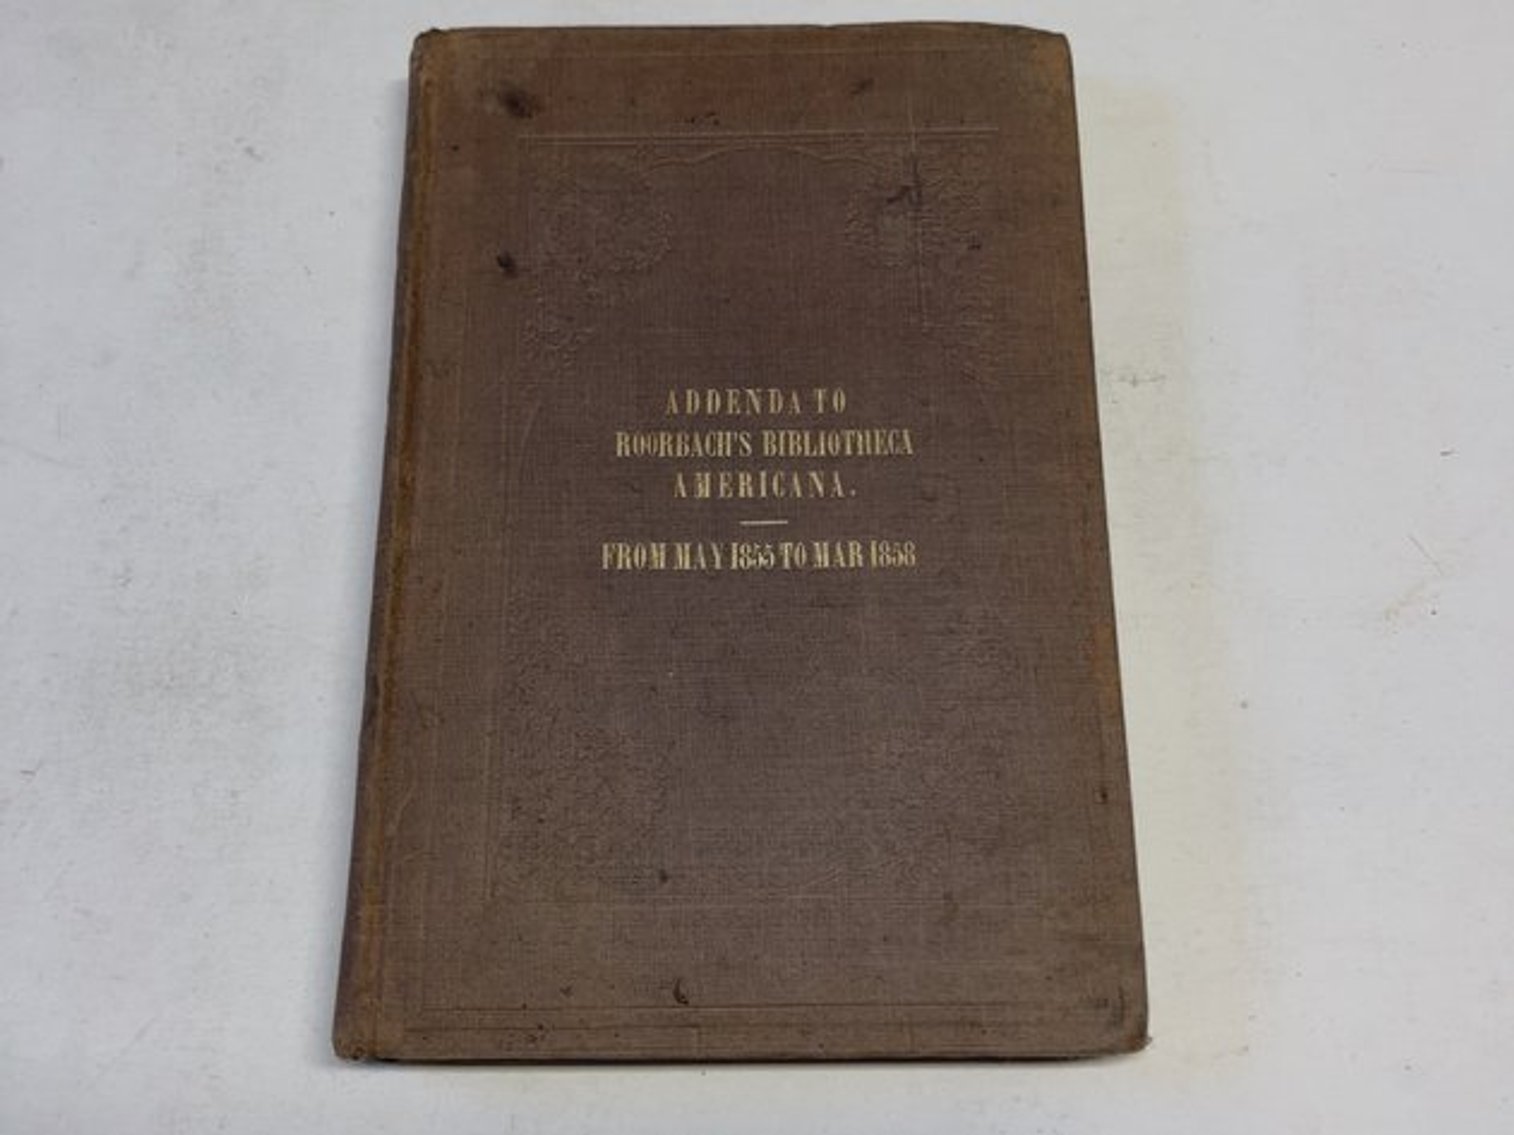 ADDENDA TO
ROORBACH'S BIBLIOTHECA
AMERICANA.
FROM MAY 1855 TO MAR 1858